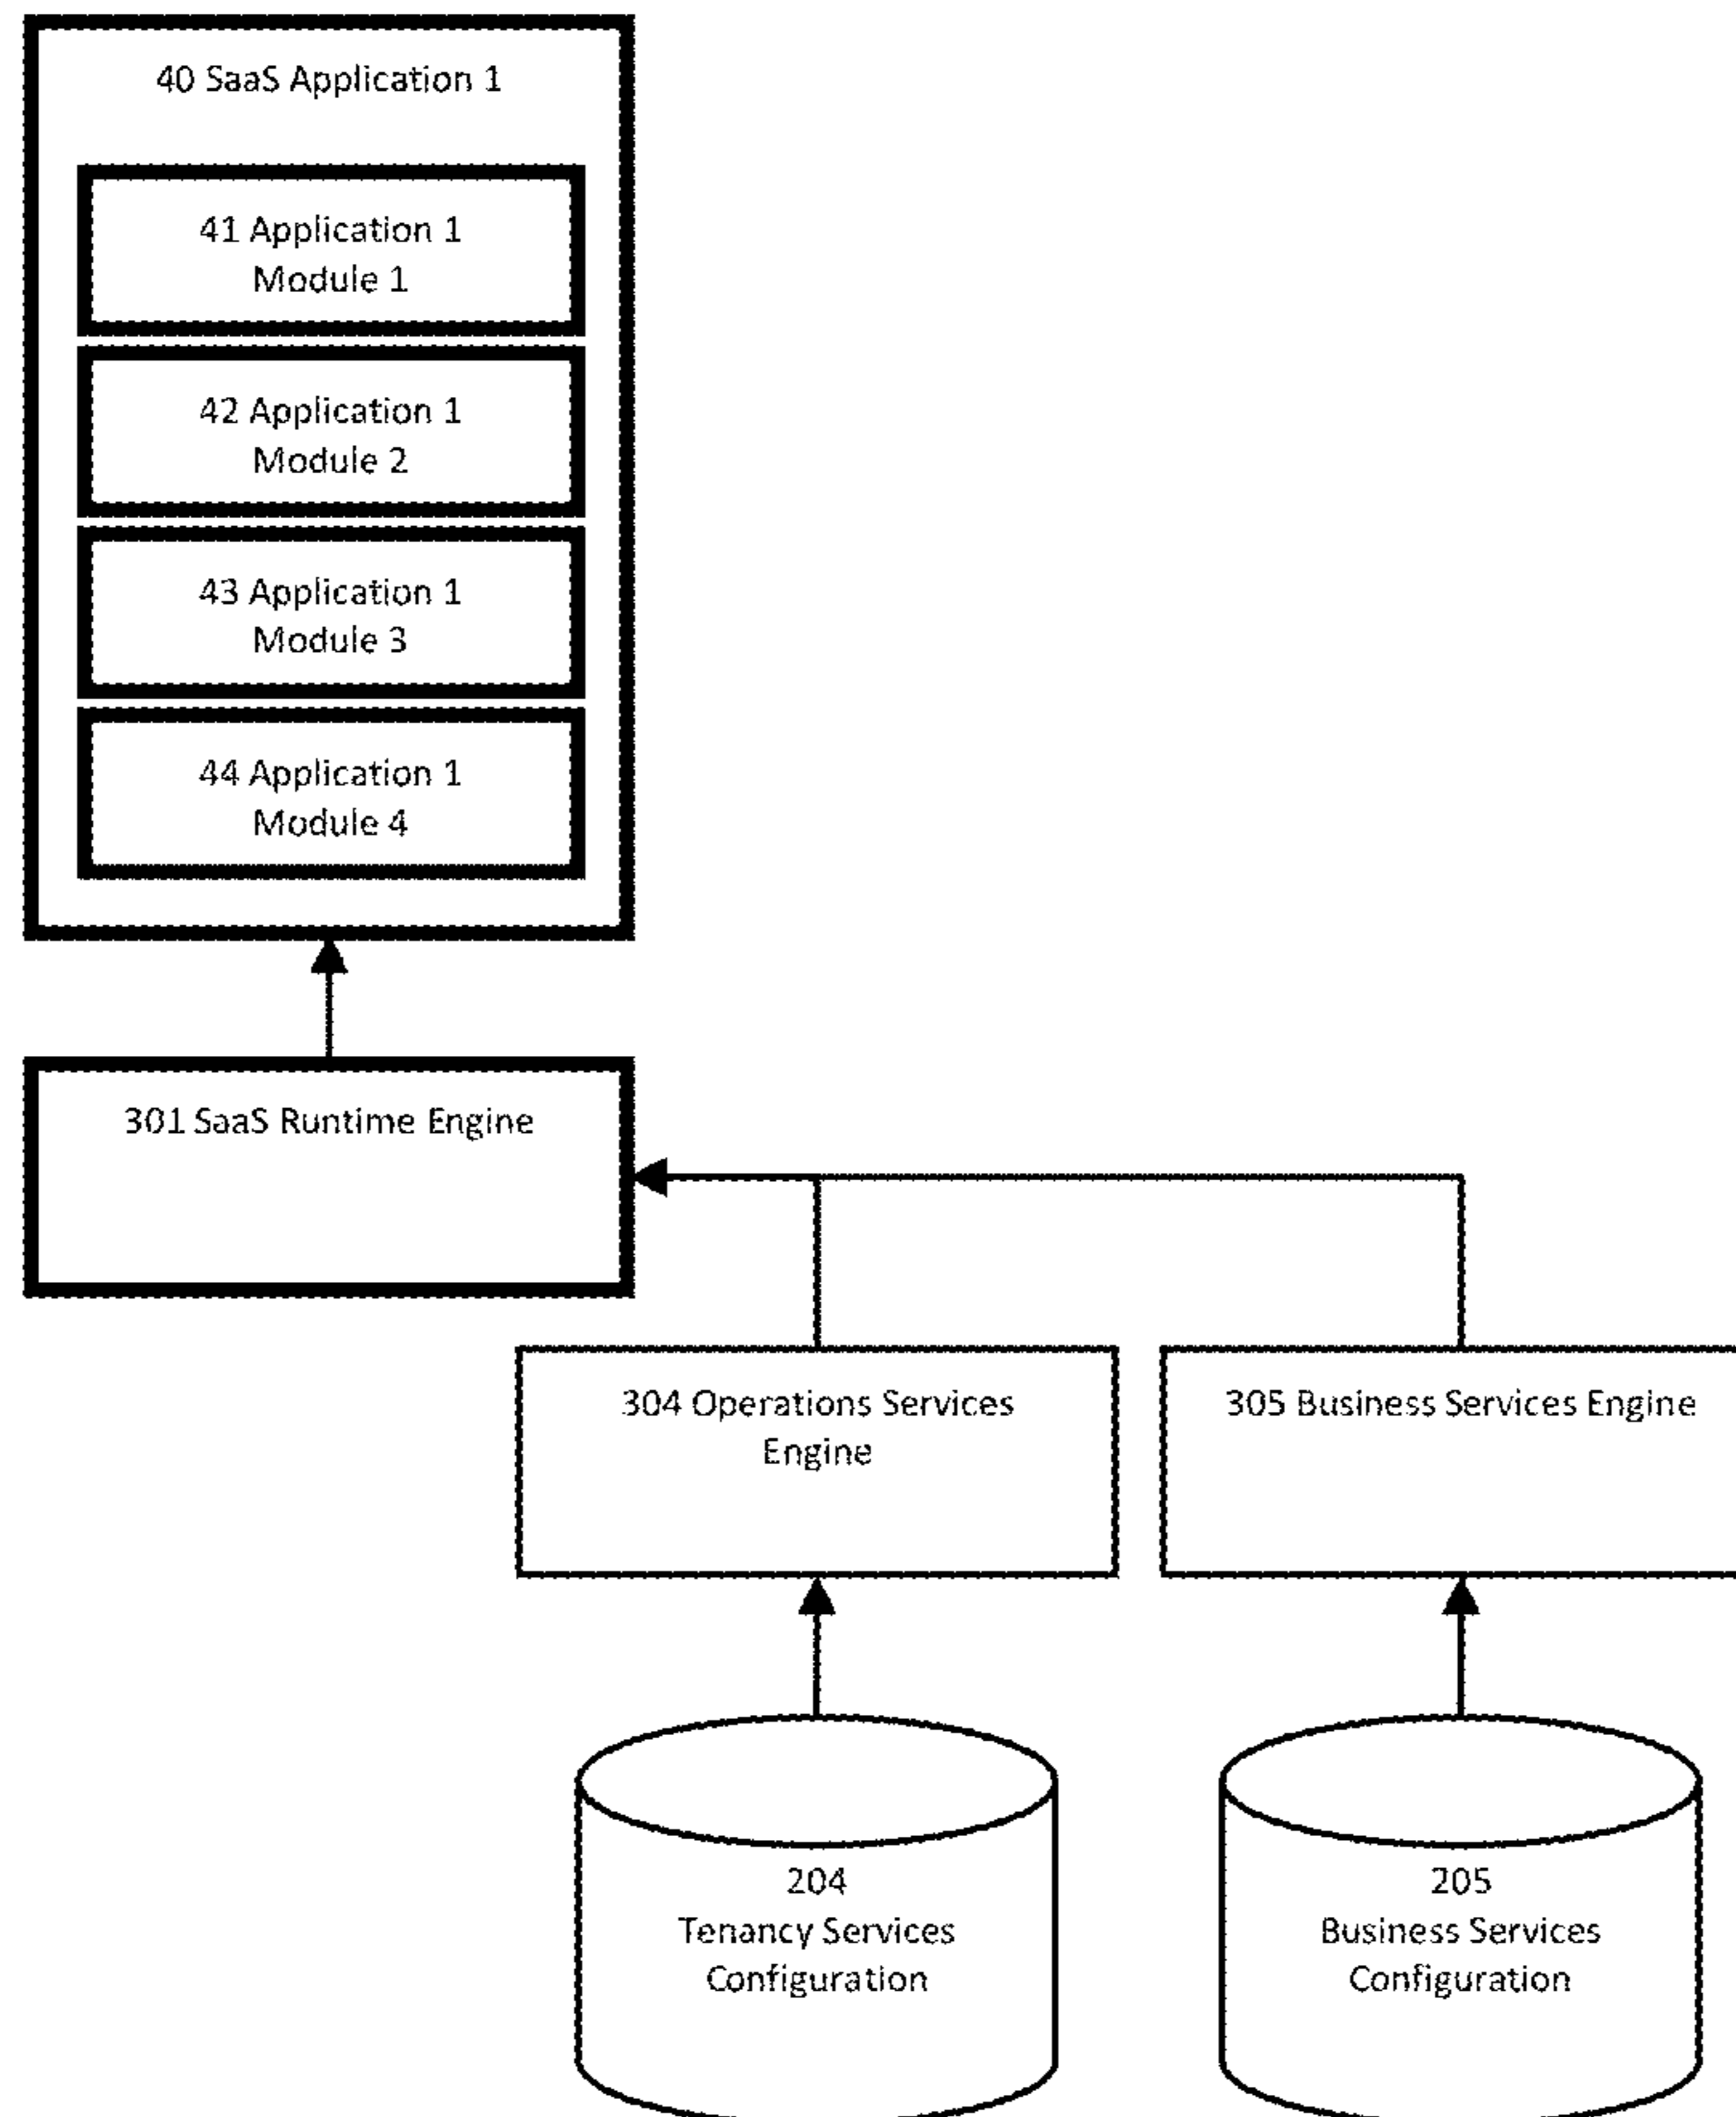 40 SaaS Application 1
41 Application 1
Module 1
42 Application 1
Module 2
43 Application 1
Module 3
44 Application 1
Module 4
301 SaaS Runtime Engine
304 Operations Services
Engine
305 Business Services Engine
204
Tenancy Services
Configuration
205
Business Services
Configuration